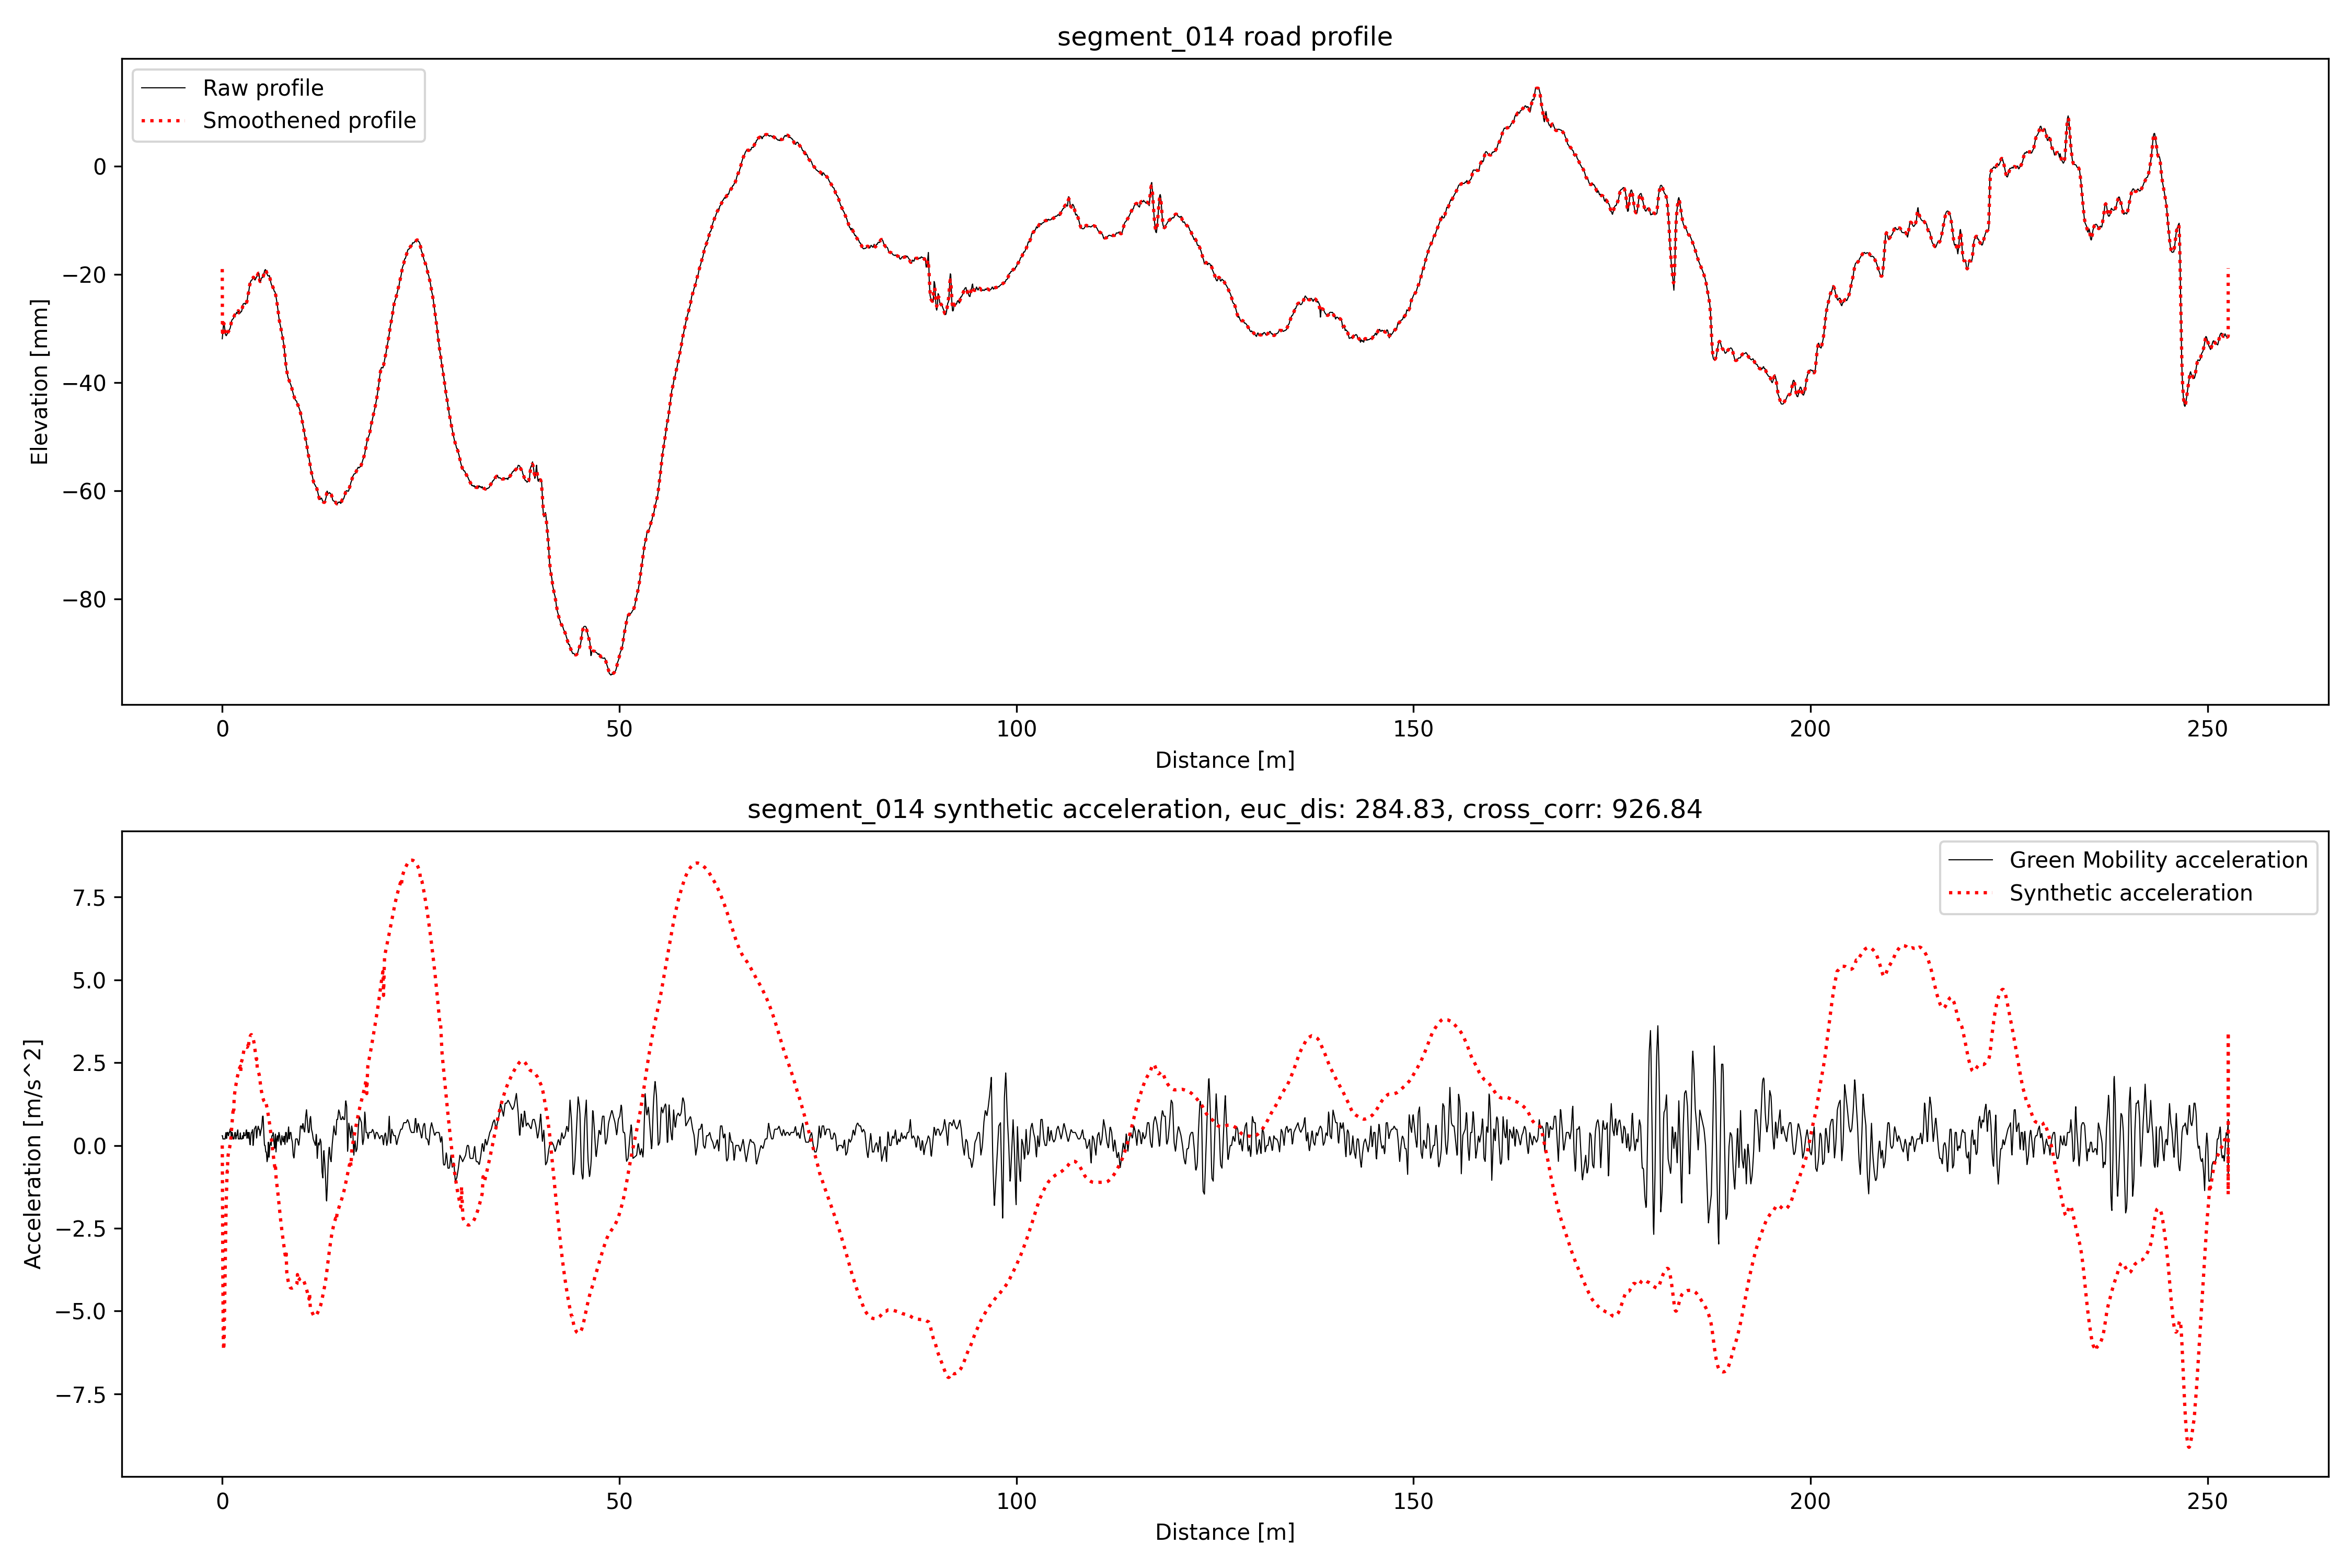 segment_014 road profile
Raw profile
Smoothened profile
0
−20
−40
−60
−80
Elevation [mm]
0 50 100 150 200 250
Distance [m]
segment_014 synthetic acceleration, euc_dis: 284.83, cross_corr: 926.84
Green Mobility acceleration
Synthetic acceleration
7.5
5.0
2.5
0.0
−2.5
−5.0
−7.5
Acceleration [m/s^2]
0 50 100 150 200 250
Distance [m]